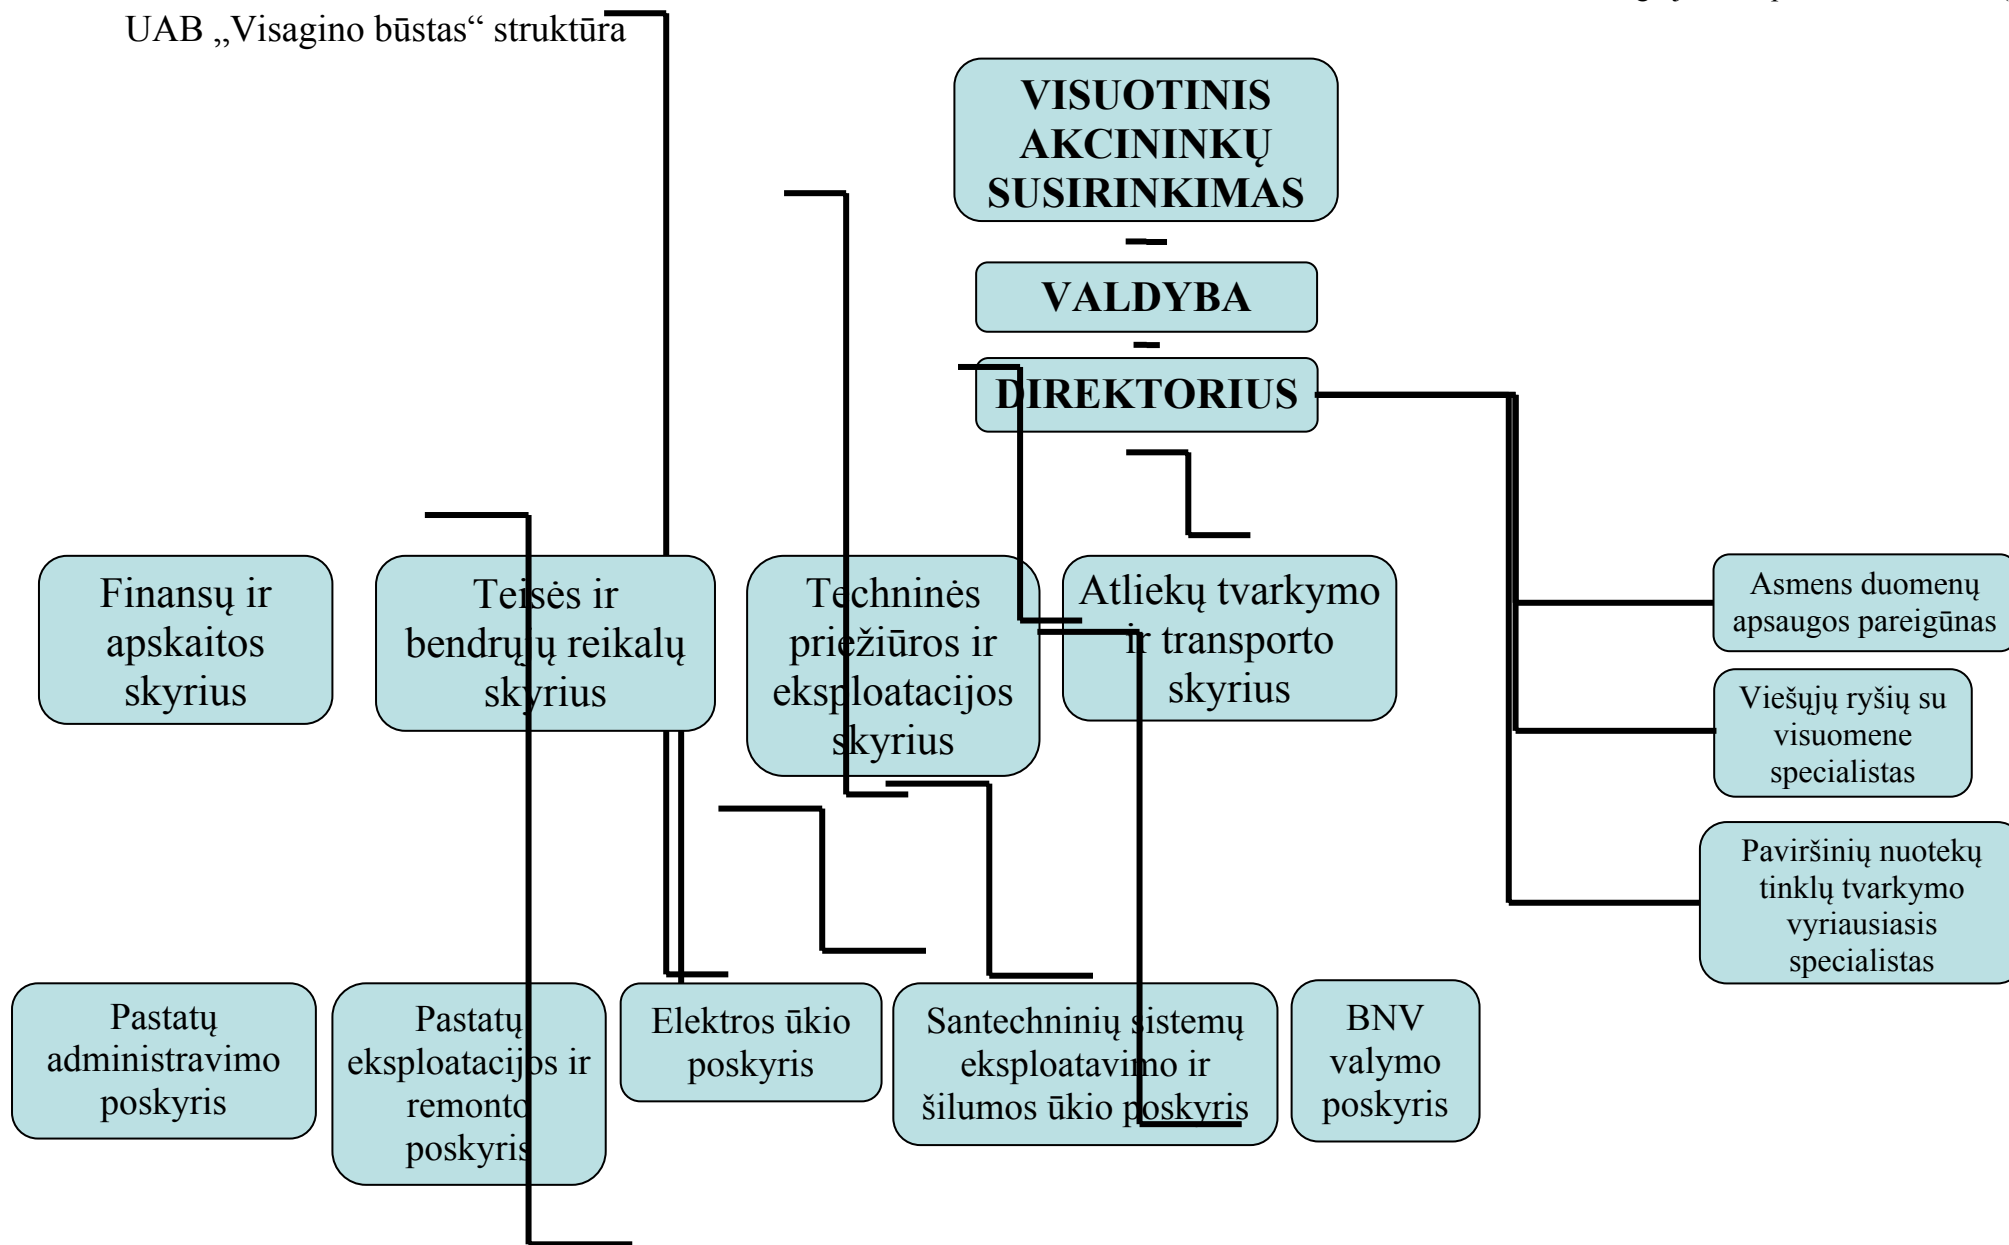 UAB „Visagino būstas“ struktūra
VISUOTINIS
AKCININKŲ
SUSIRINKIMAS
VALDYBA
DIREKTORIUS
Finansų ir
apskaitos
skyrius
Teisės ir
bendrųjų reikalų
skyrius
Techninės
priežiūros ir
eksploatacijos
skyrius
Atliekų tvarkymo
ir transporto
skyrius
Asmens duomenų
apsaugos pareigūnas
Viešųjų ryšių su
visuomene
specialistas
Paviršinių nuotekų
tinklų tvarkymo
vyriausiasis
specialistas
Pastatų
administravimo
poskyris
Pastatų
eksploatacijos ir
remonto
poskyris
Elektros ūkio
poskyris
Santechninių sistemų
eksploatavimo ir
šilumos ūkio poskyris
BNV
valymo
poskyris